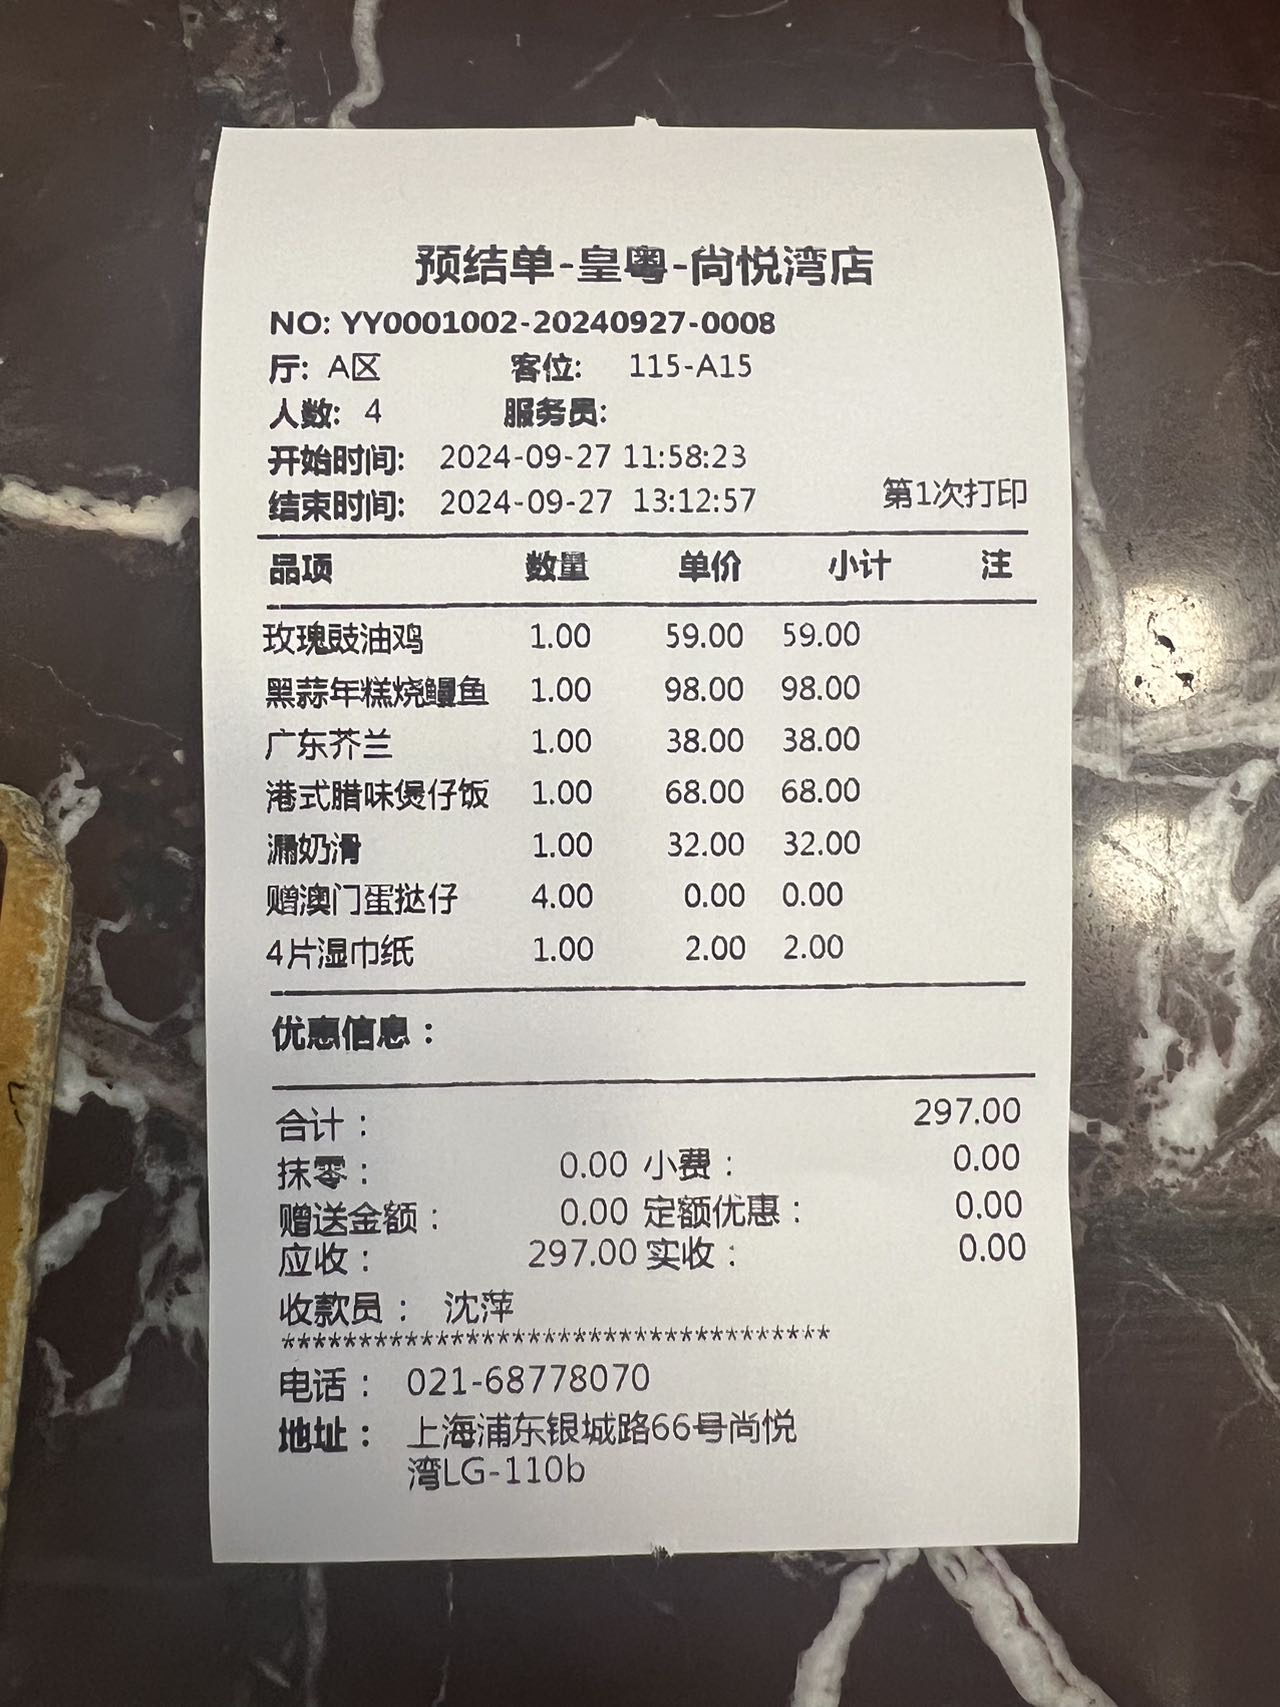 预结单-皇粤-尚悦湾店
NO: YY0001002-20240927-0008
厅: A区 客位: 115-A15
人数: 4 服务员:
开始时间: 2024-09-27 11:58:23
结束时间: 2024-09-27 13:12:57 第1次打印
品项 数量 单价 小计 注
玫瑰豉油鸡 1.00 59.00 59.00
黑蒜年糕烧鳗鱼 1.00 98.00 98.00
广东芥兰 1.00 38.00 38.00
港式腊味煲仔饭 1.00 68.00 68.00
漏奶滑 1.00 32.00 32.00
赠澳门蛋挞仔 4.00 0.00 0.00
4片湿巾纸 1.00 2.00 2.00
优惠信息：
合计： 297.00
抹零： 0.00 小费： 0.00
赠送金额： 0.00 定额优惠： 0.00
应收： 297.00 实收： 0.00
收款员： 沈萍
************************************
电话： 021-68778070
地址： 上海浦东银城路66号尚悦
湾LG-110b